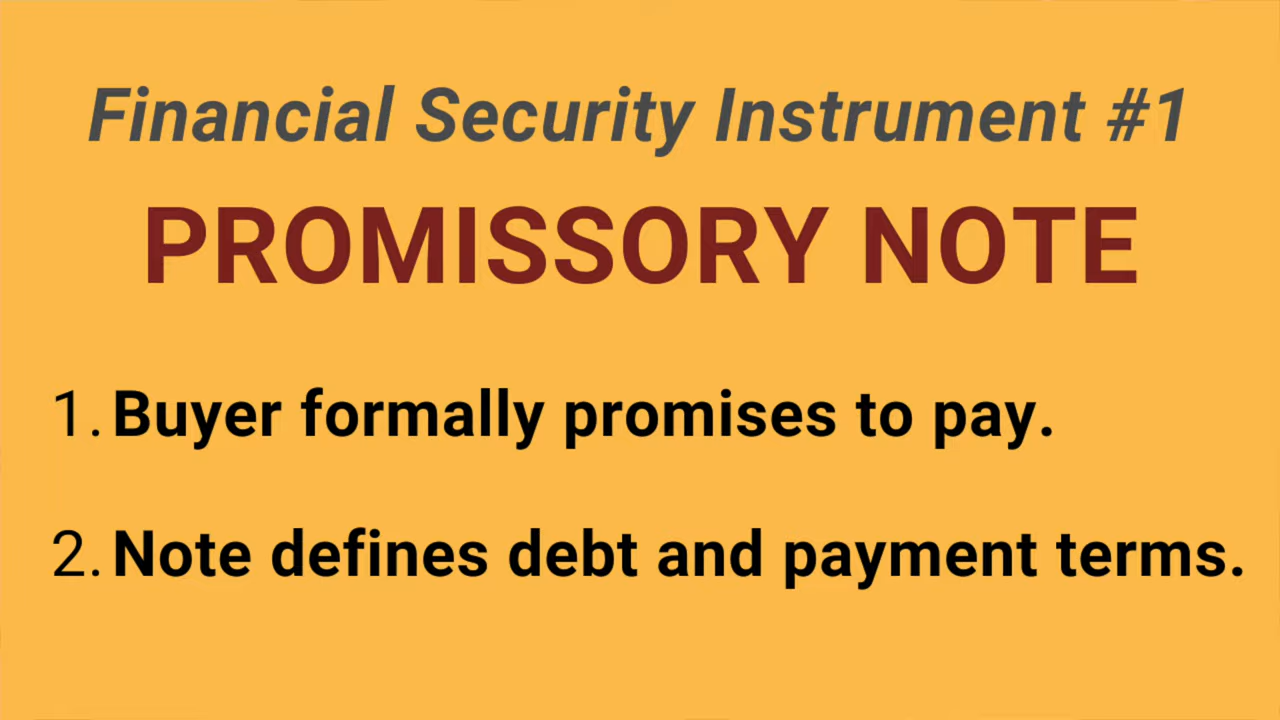 Financial Security Instrument #1
PROMISSORY NOTE
1. Buyer formally promises to pay.
2. Note defines debt and payment terms.